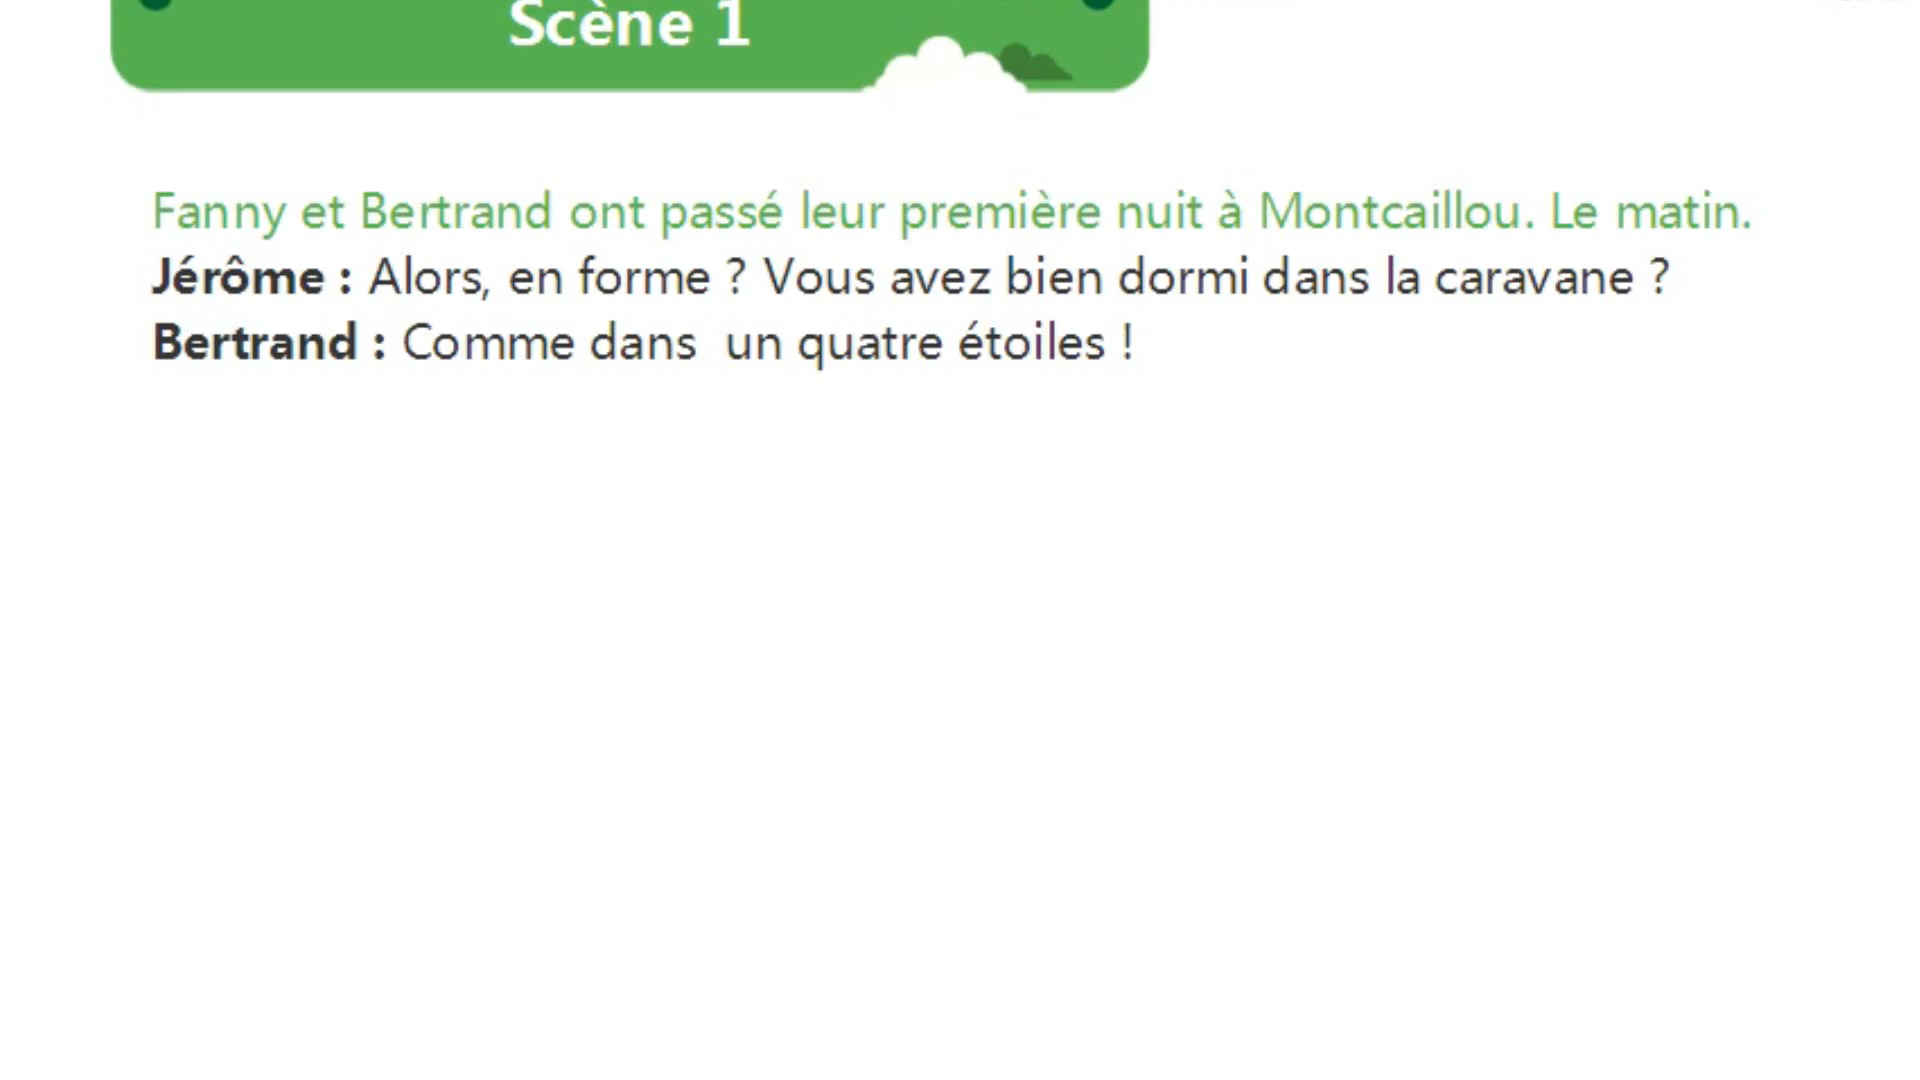 Scène 1
Fanny et Bertrand ont passé leur première nuit à Montcaillou. Le matin.
Jérôme : Alors, en forme ? Vous avez bien dormi dans la caravane ?
Bertrand : Comme dans  un quatre étoiles !